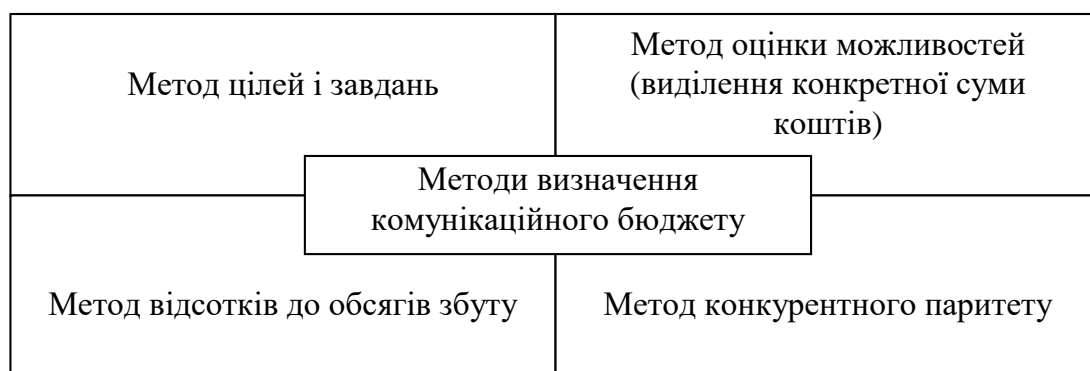 Метод цілей і завдань
Метод оцінки можливостей
(виділення конкретної суми
коштів)
Методи визначення
комунікаційного бюджету
Метод відсотків до обсягів збуту
Метод конкурентного паритету